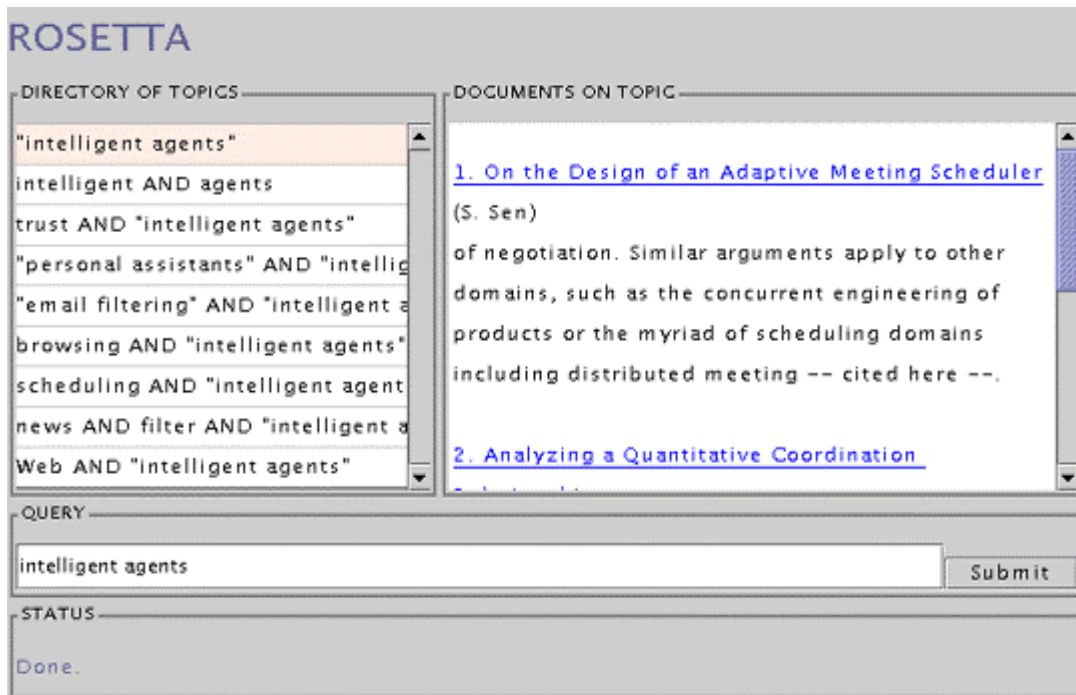 ROSETTA
DIRECTORY OF TOPICS
"intelligent agents"
intelligent AND agents
trust AND "intelligent agents"
"personal assistants" AND "intellig
"email filtering" AND "intelligent a
browsing AND "intelligent agents"
scheduling AND "intelligent agent
news AND filter AND "intelligent a
Web AND "intelligent agents"
DOCUMENTS ON TOPIC
1. On the Design of an Adaptive Meeting Scheduler
(S. Sen)
of negotiation. Similar arguments apply to other
domains, such as the concurrent engineering of
products or the myriad of scheduling domains
including distributed meeting -- cited here --.
2. Analyzing a Quantitative Coordination
QUERY
intelligent agents
Submit
STATUS
Done.